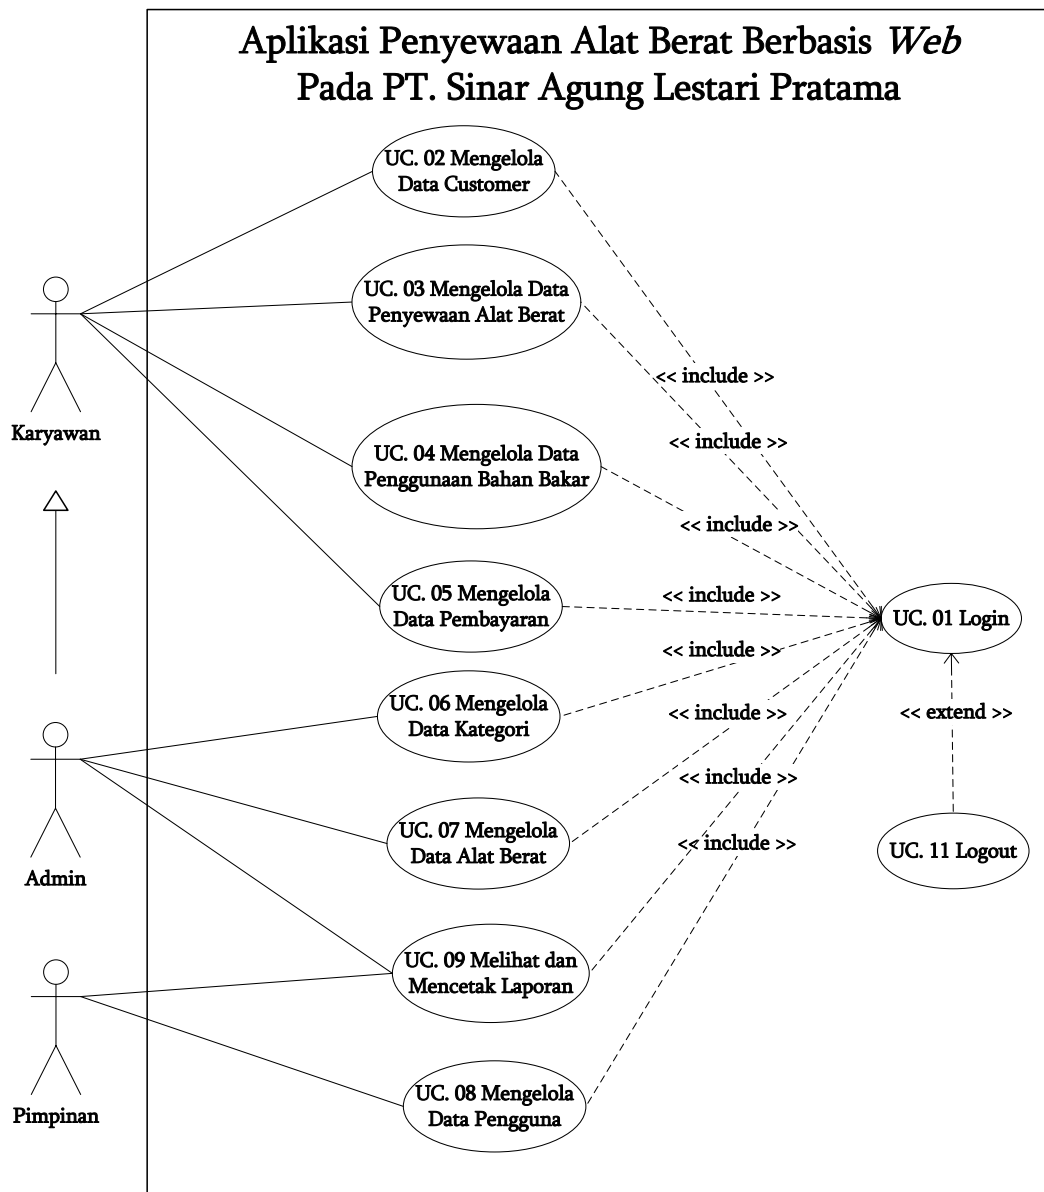 Aplikasi Penyewaan Alat Berat Berbasis Web
Pada PT. Sinar Agung Lestari Pratama
UC. 02 Mengelola
Data Customer
UC. 03 Mengelola Data
Penyewaan Alat Berat
<< include >>
Karyawan
<< include >>
UC. 04 Mengelola Data
Penggunaan Bahan Bakar
<< include >>
UC. 05 Mengelola
Data Pembayaran
<< include >>
UC. 01 Login
<< include >>
UC. 06 Mengelola
Data Kategori
<< include >>
<< extend >>
<< include >>
UC. 07 Mengelola
Data Alat Berat
<< include >>
UC. 11 Logout
Admin
UC. 09 Melihat dan
Mencetak Laporan
UC. 08 Mengelola
Data Pengguna
Pimpinan